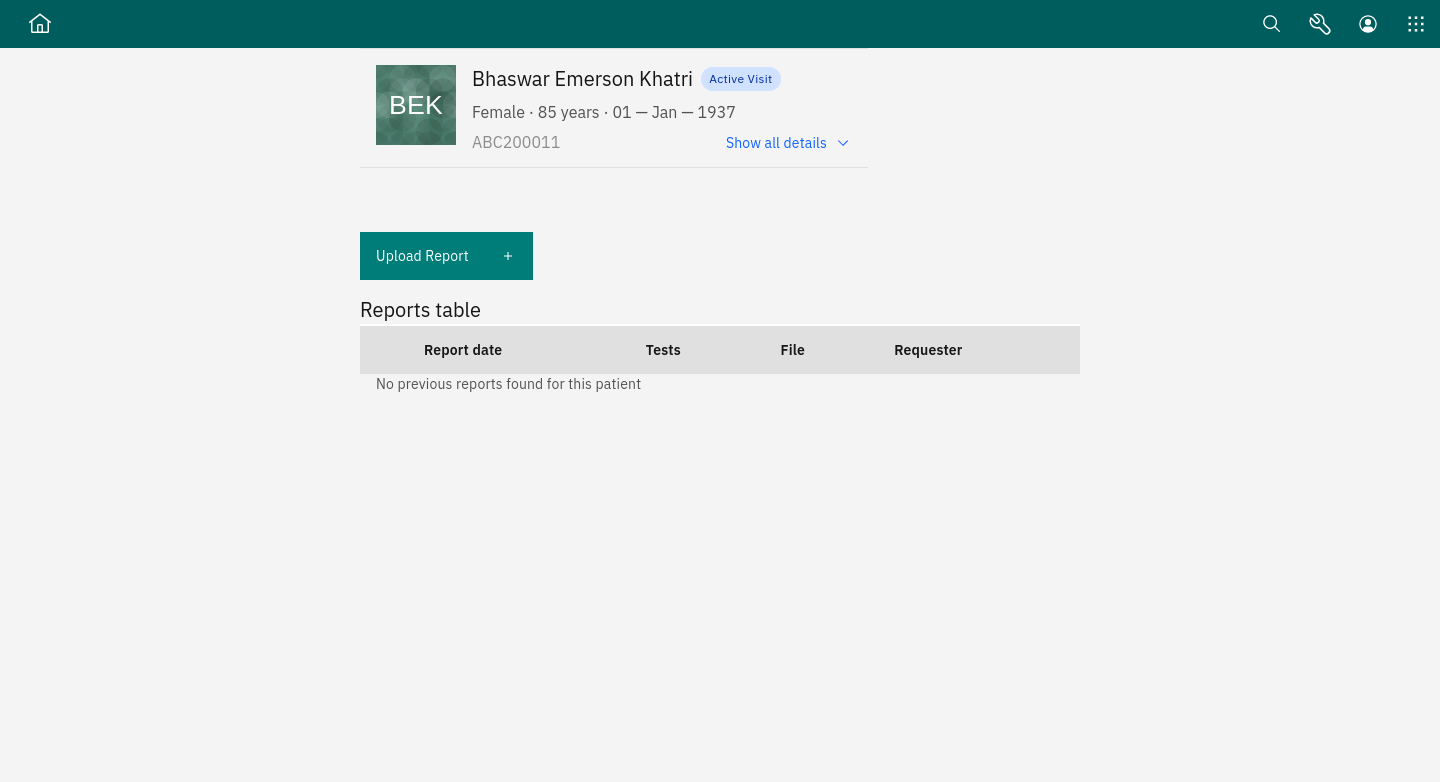 BEK
Bhaswar Emerson Khatri Active Visit
Female · 85 years · 01 — Jan — 1937
ABC200011 Show all details
Upload Report +
Reports table
Report date Tests File Requester
No previous reports found for this patient